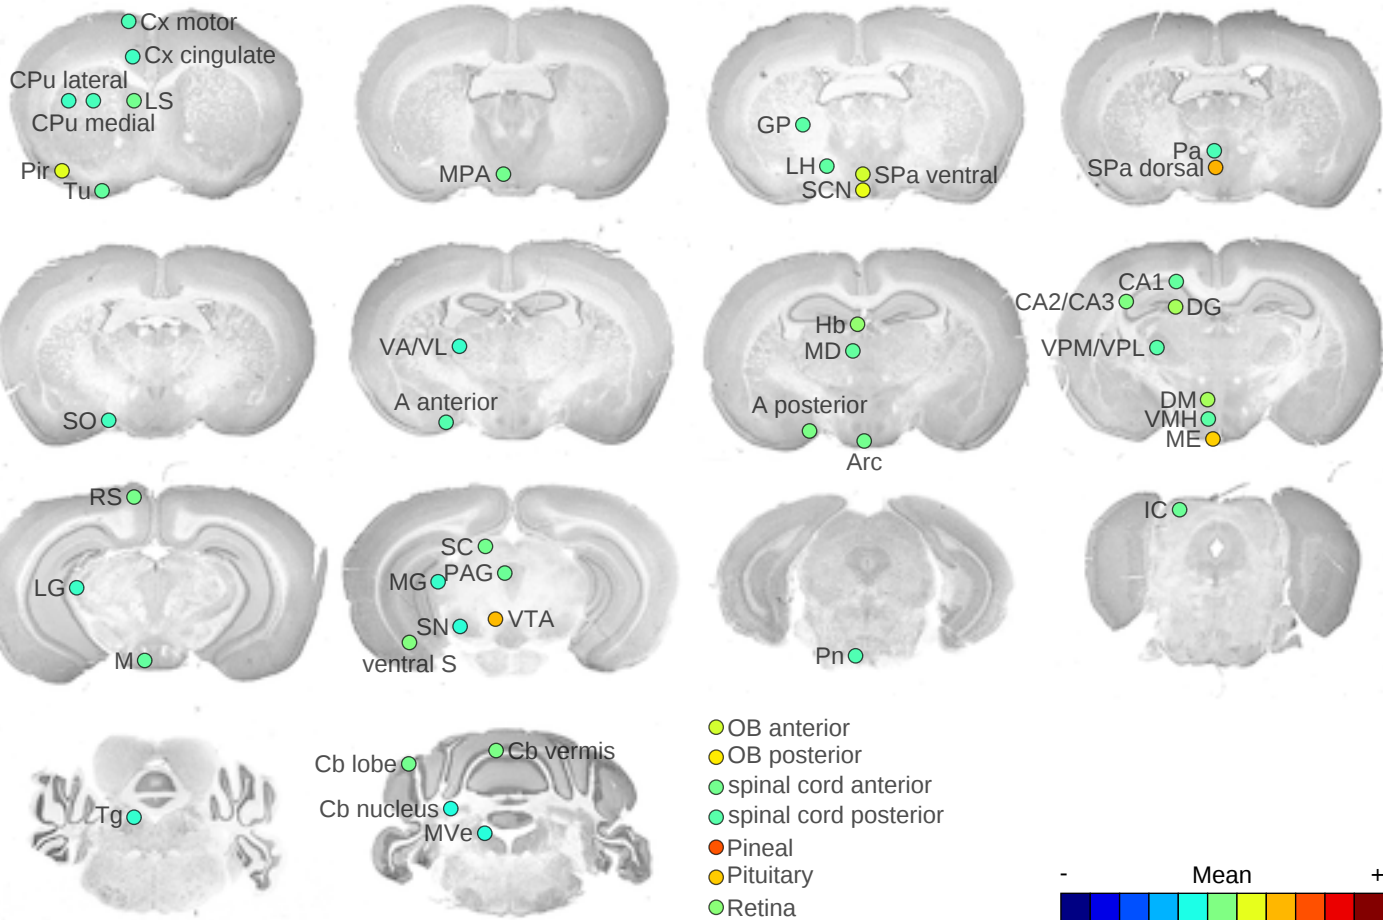 Cx motor
Cx cingulate
CPu lateral
LS
CPu medial
Pir
Tu
MPA
GP
LH
SPa ventral
SCN
Pa
SPa dorsal
SO
VA/VL
A anterior
Hb
MD
A posterior
Arc
CA1
CA2/CA3
DG
VPM/VPL
DM
VMH
ME
RS
LG
M
SC
PAG
MG
VTA
SN
ventral S
Pn
IC
Tg
Cb lobe
Cb vermis
Cb nucleus
MVe
OB anterior
OB posterior
spinal cord anterior
spinal cord posterior
Pineal
Pituitary
Retina
- Mean +